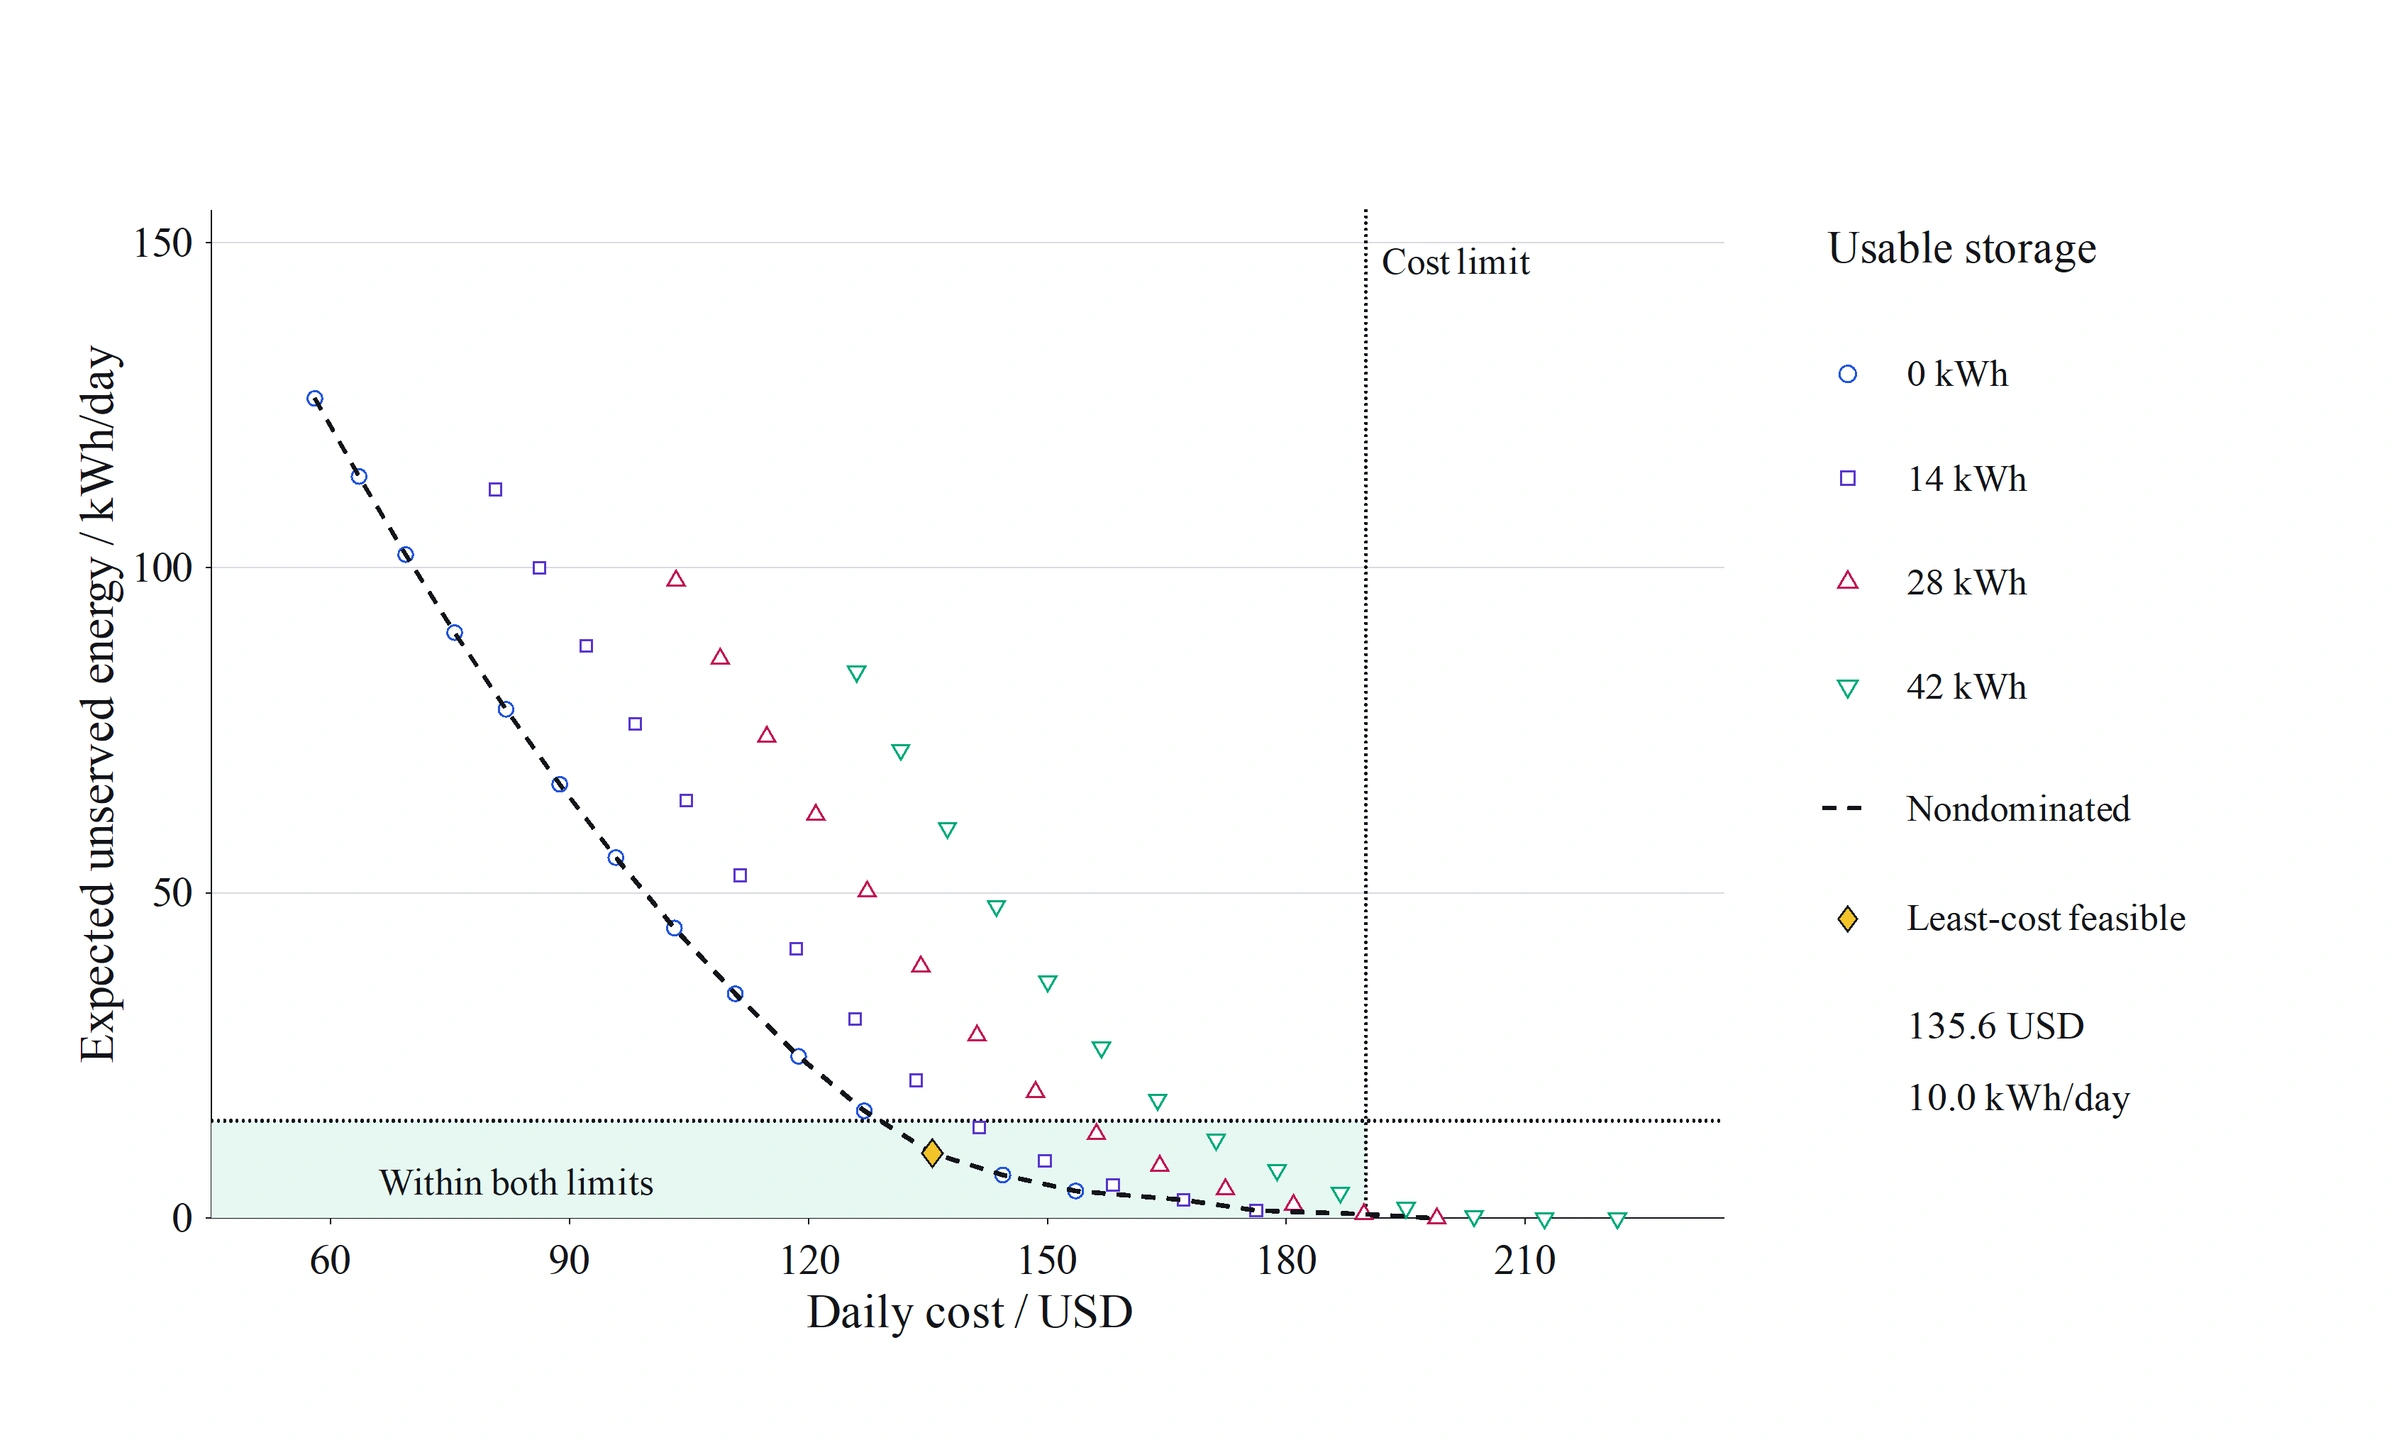 150
100
50
0
Expected unserved energy / kWh/day
60 90 120 150 180 210
Daily cost / USD
Cost limit
Within both limits
Usable storage
0 kWh
14 kWh
28 kWh
42 kWh
Nondominated
Least-cost feasible
135.6 USD
10.0 kWh/day